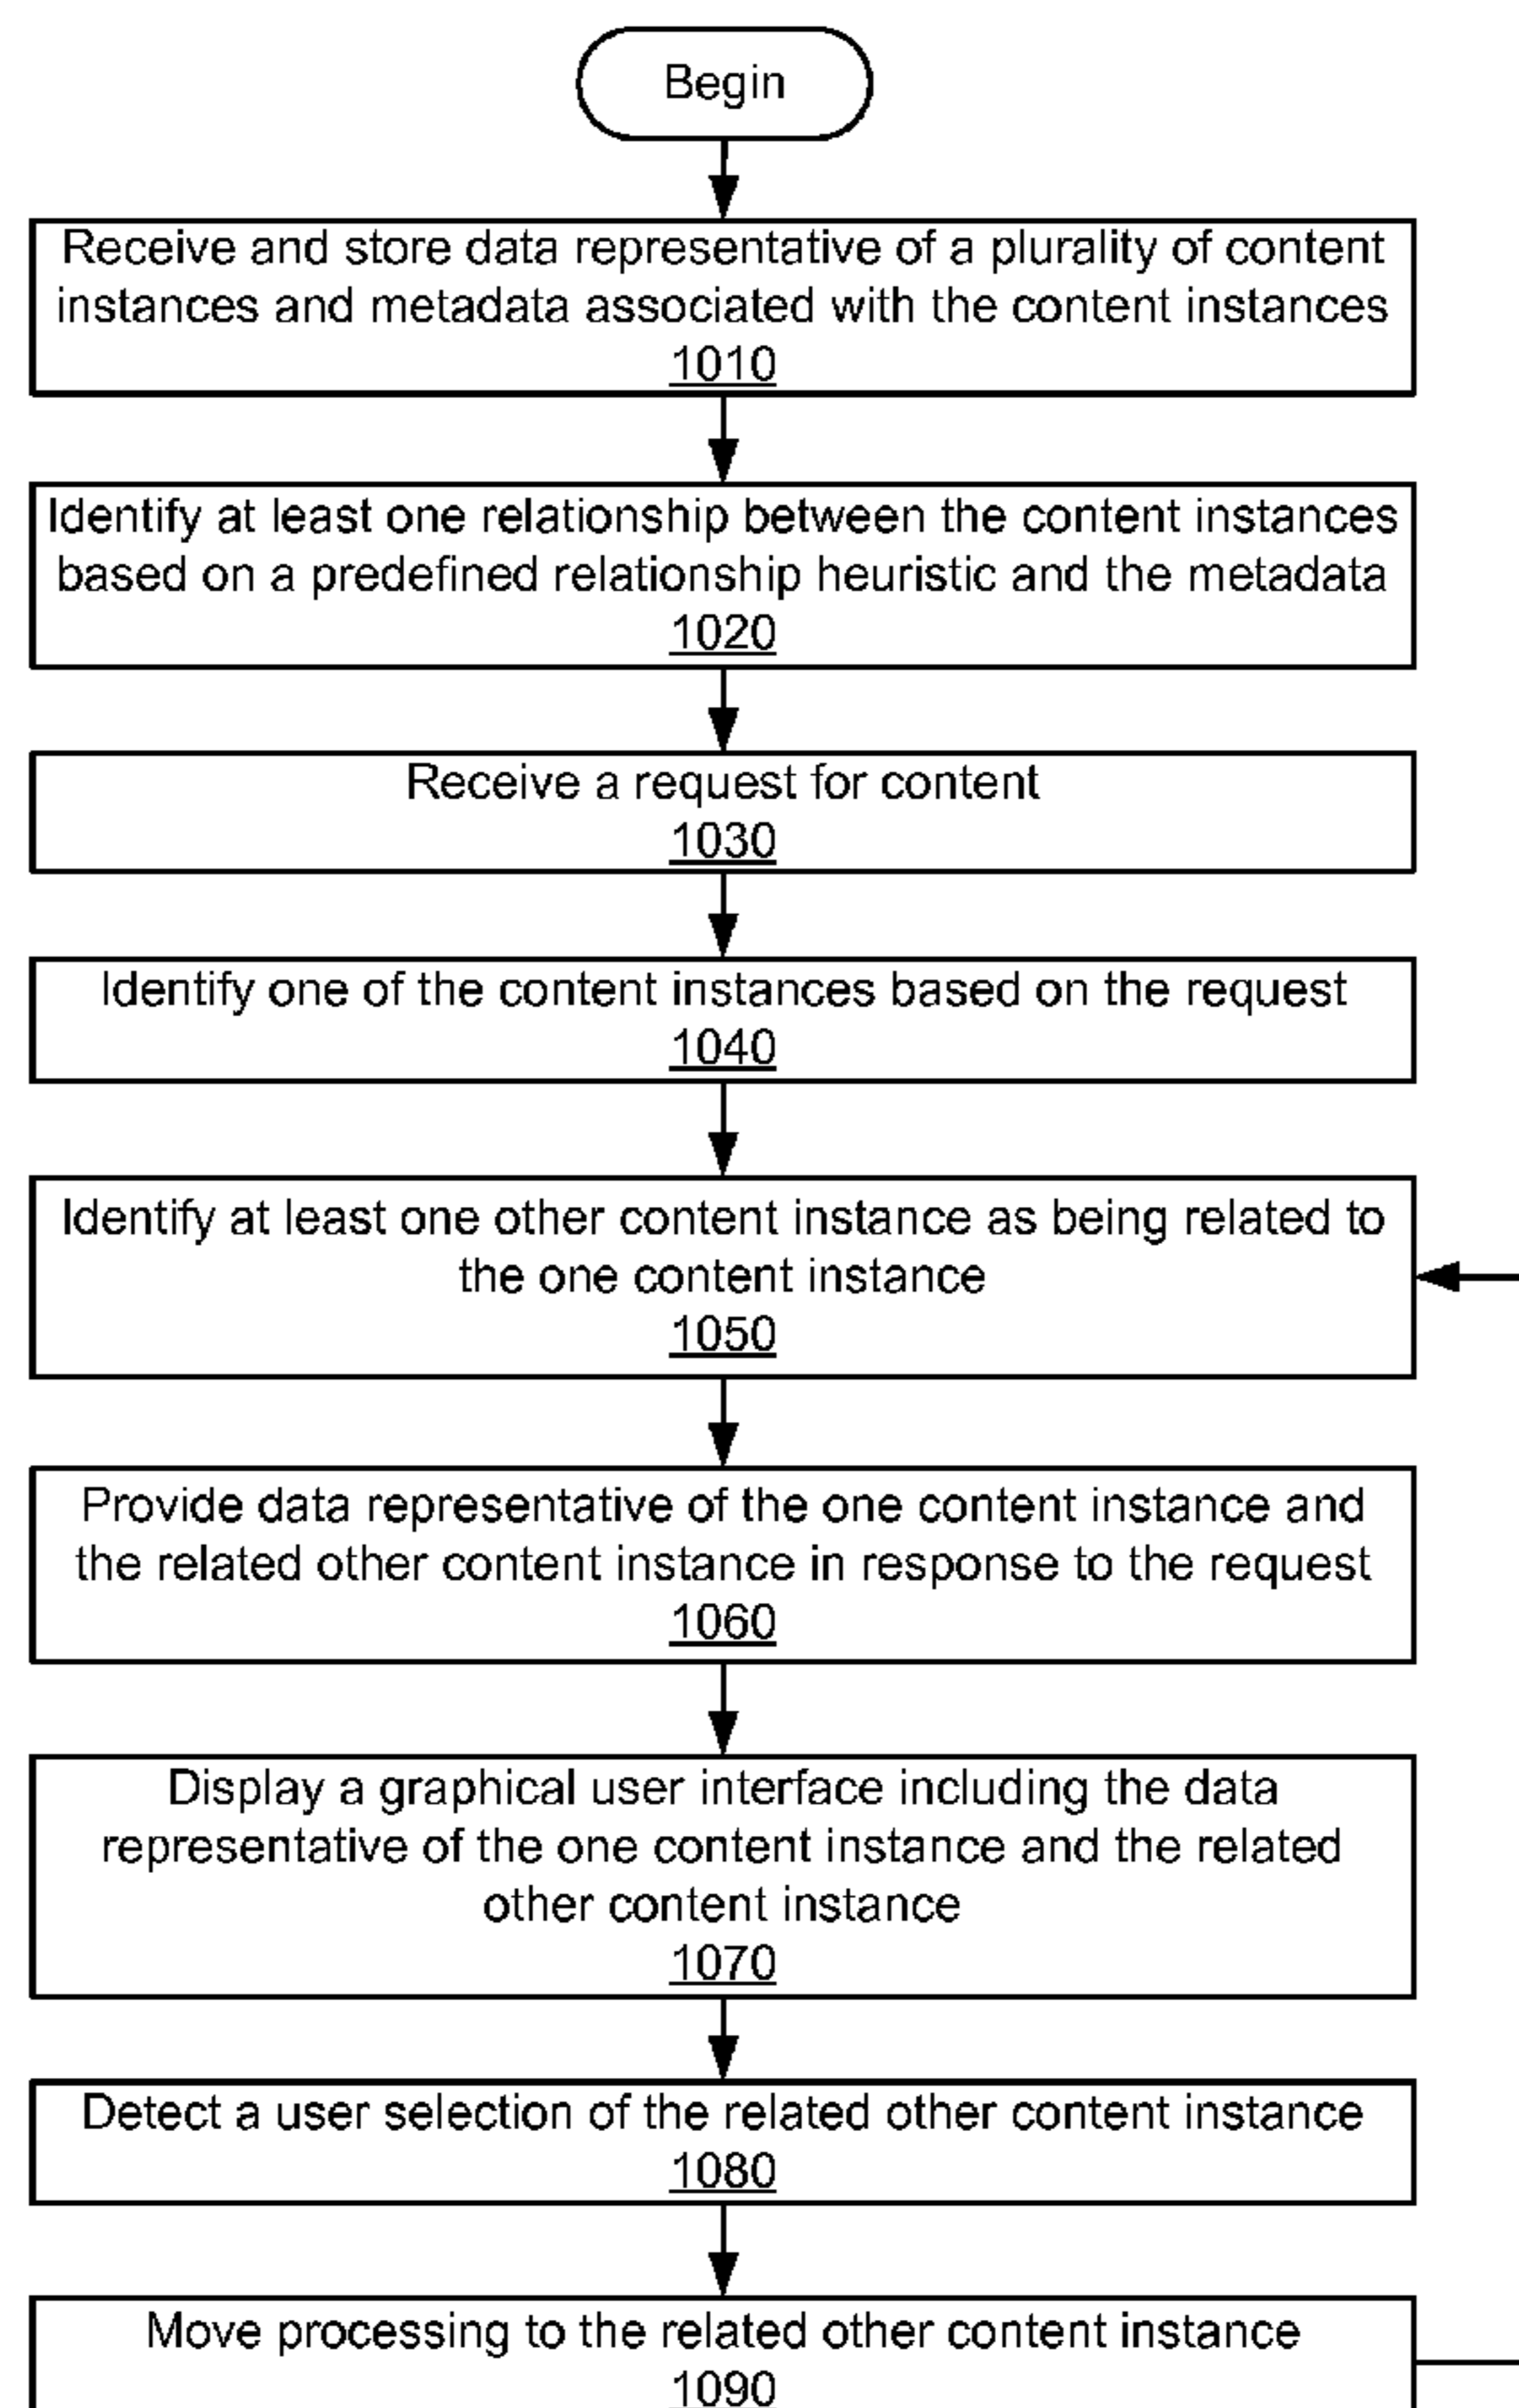 Begin
Receive and store data representative of a plurality of content
instances and metadata associated with the content instances
1010
Identify at least one relationship between the content instances
based on a predefined relationship heuristic and the metadata
1020
Receive a request for content
1030
Identify one of the content instances based on the request
1040
Identify at least one other content instance as being related to
the one content instance
1050
Provide data representative of the one content instance and
the related other content instance in response to the request
1060
Display a graphical user interface including the data
representative of the one content instance and the related
other content instance
1070
Detect a user selection of the related other content instance
1080
Move processing to the related other content instance
1090